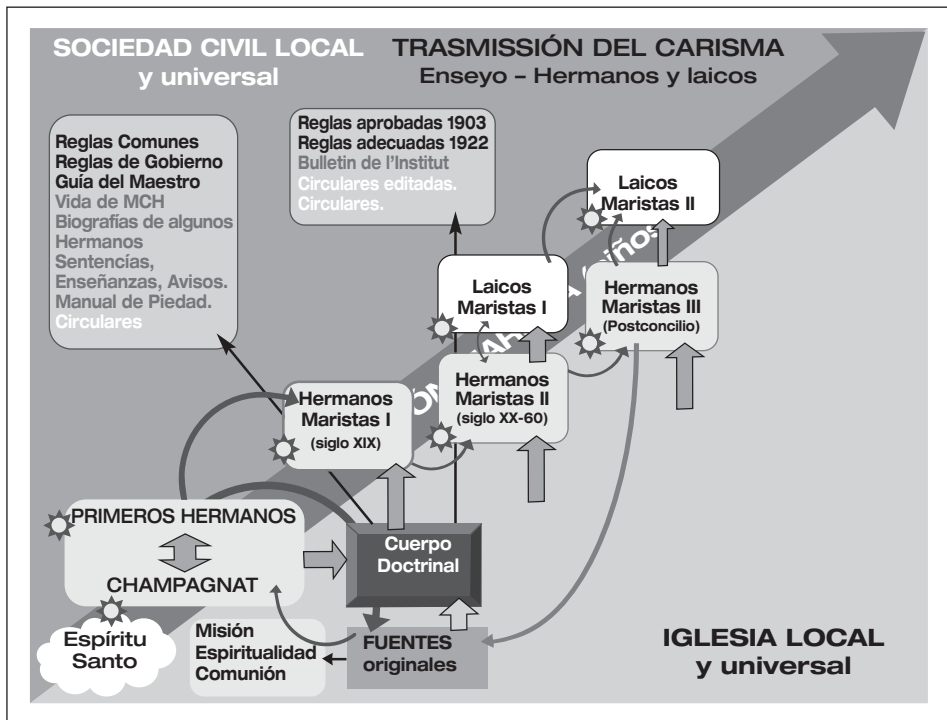 SOCIEDAD CIVIL LOCAL
y universal
TRASMISSIÓN DEL CARISMA
Enseyo – Hermanos y laicos
Reglas Comunes
Reglas de Gobierno
Guía del Maestro
Vida de MCH
Biografías de algunos
Hermanos
Sentencías,
Enseñanzas, Avisos.
Manual de Piedad.
Circulares
Reglas aprobadas 1903
Reglas adecuadas 1922
Bulletin de l'Institut
Circulares editadas.
Circulares.
Laicos
Maristas II
Laicos
Maristas I
Hermanos
Maristas III
(Postconcilio)
Hermanos
Maristas I
(siglo XIX)
Hermanos
Maristas II
(siglo XX-60)
PRIMEROS HERMANOS
CHAMPAGNAT
Cuerpo
Doctrinal
Espíritu
Santo
Misión
Espiritualidad
Comunión
FUENTES
originales
IGLESIA LOCAL
y universal